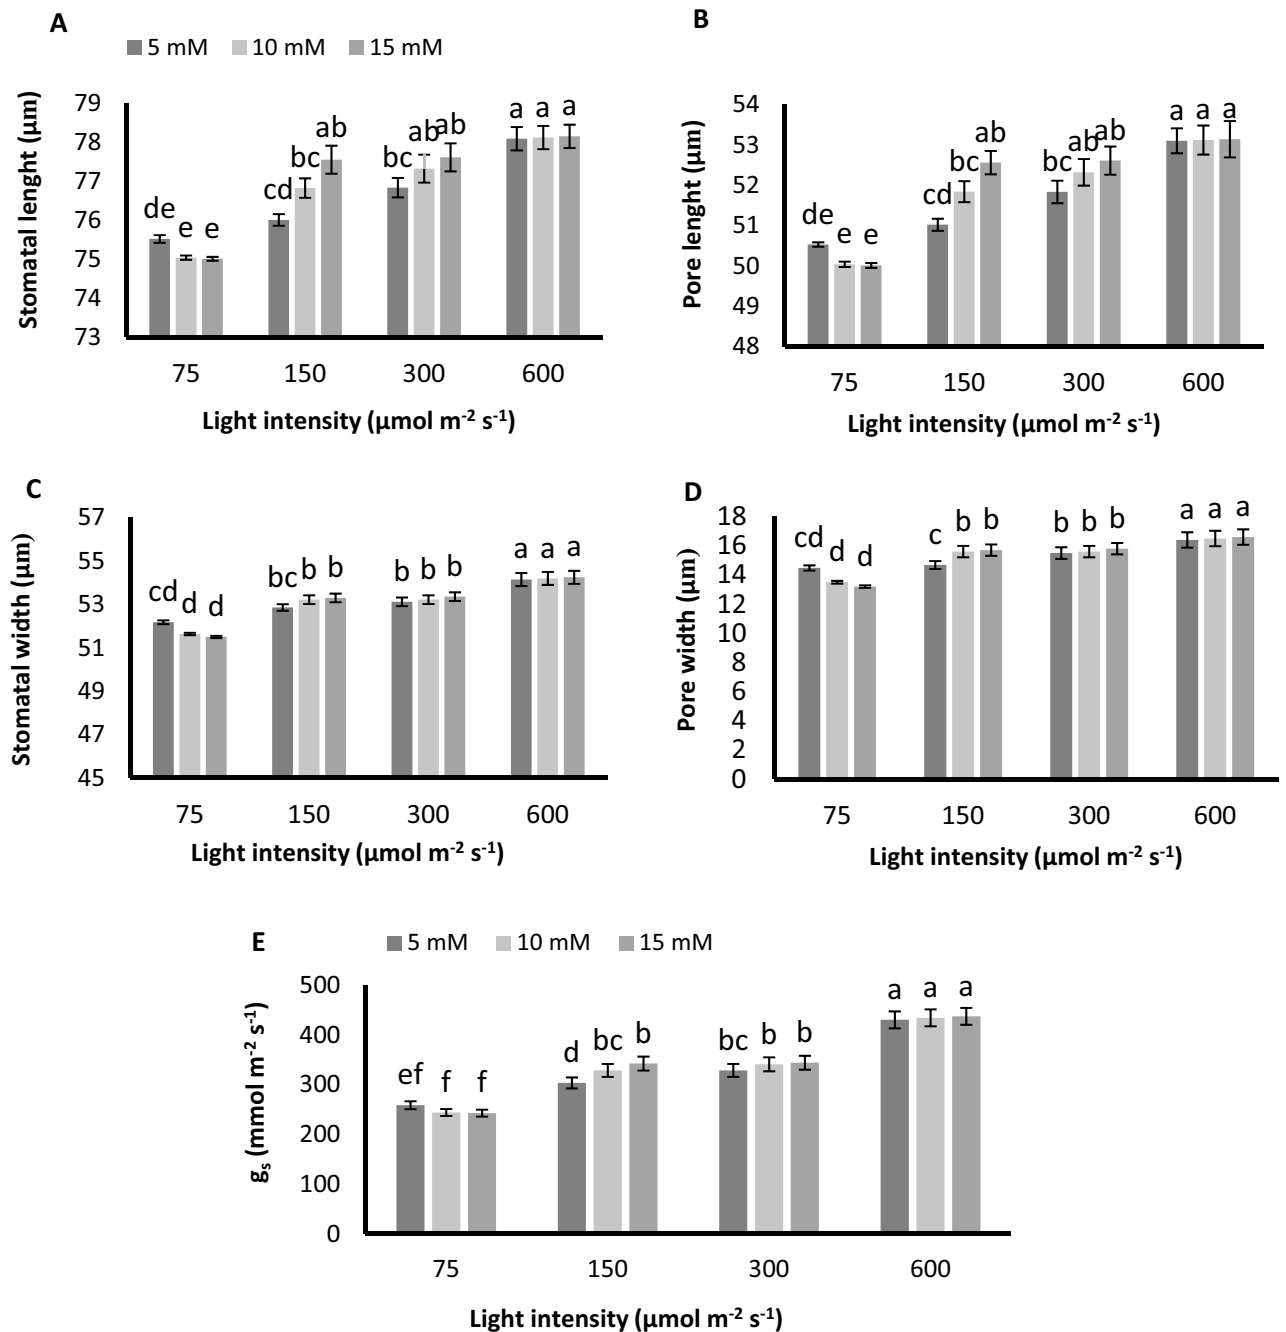 A
5 mM 10 mM 15 mM
Stomatal lenght (µm)
79
78
77
76
75
74
73
de e e cd bc ab bc ab ab a a a
75 150 300 600
Light intensity (µmol m-2 s-1)
B
Pore lenght (µm)
54
53
52
51
50
49
48
de e e cd bc ab bc ab ab a a a
75 150 300 600
Light intensity (µmol m-2 s-1)
C
Stomatal width (µm)
57
55
53
51
49
47
45
cd d d bc b b b b b a a a
75 150 300 600
Light intensity (µmol m-2 s-1)
D
Pore width (µm)
18
16
14
12
10
8
6
4
2
0
cd d d c b b b b b a a a
75 150 300 600
Light intensity (µmol m-2 s-1)
E
5 mM 10 mM 15 mM
gs (mmol m-2 s-1)
500
400
300
200
100
0
ef f f d bc b bc b b a a a
75 150 300 600
Light intensity (µmol m-2 s-1)